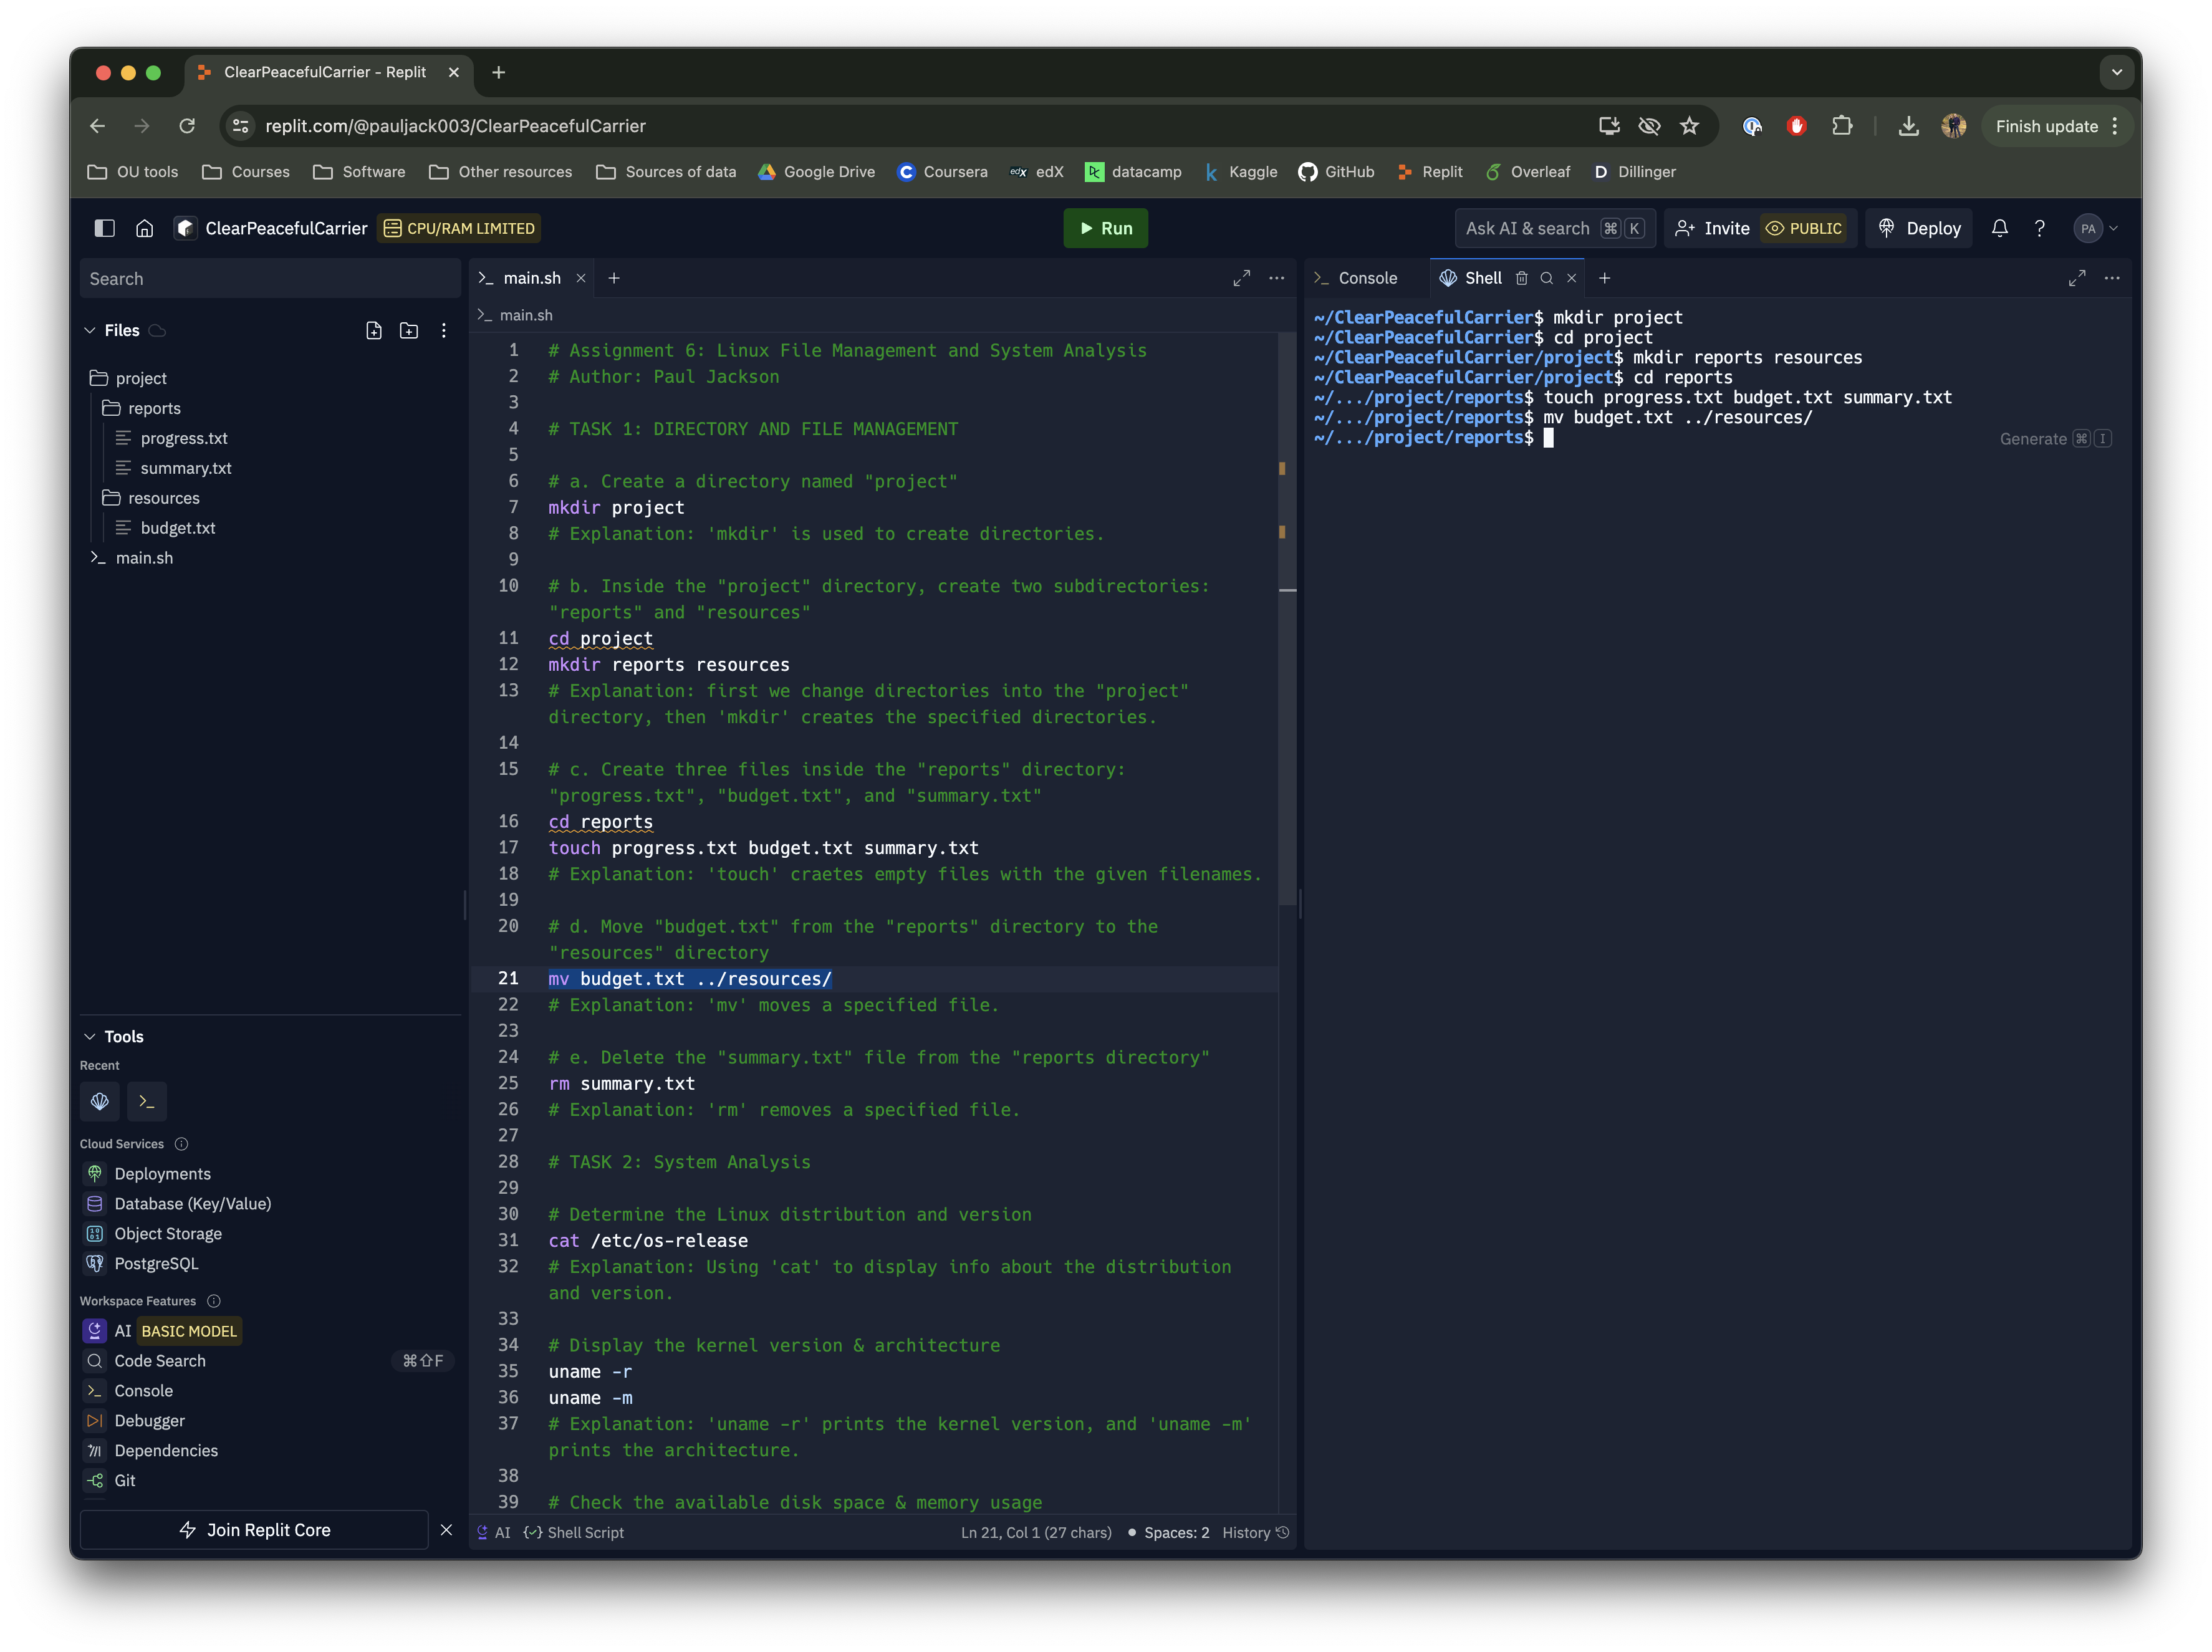 ClearPeacefulCarrier - Replit
replit.com/@pauljack003/ClearPeacefulCarrier
Finish update
OU tools
Courses
Software
Other resources
Sources of data
Google Drive
Coursera
edX
edX
DC
datacamp
k
Kaggle
GitHub
Replit
Overleaf
D
Dillinger
ClearPeacefulCarrier
CPU/RAM LIMITED
Run
Ask AI & search ⌘ K
Invite
PUBLIC
Deploy
?
PA
Search
Files
project
reports
progress.txt
summary.txt
resources
budget.txt
>_ main.sh
Tools
Recent
>_
Cloud Services
Deployments
Database (Key/Value)
Object Storage
PostgreSQL
Workspace Features
AI BASIC MODEL
Code Search ⌘⇧F
>_ Console
Debugger
Dependencies
Git
Join Replit Core
>_ main.sh
>_ main.sh
1 # Assignment 6: Linux File Management and System Analysis
2 # Author: Paul Jackson
3
4 # TASK 1: DIRECTORY AND FILE MANAGEMENT
5
6 # a. Create a directory named "project"
7 mkdir project
8 # Explanation: 'mkdir' is used to create directories.
9
10 # b. Inside the "project" directory, create two subdirectories:
"reports" and "resources"
11 cd project
12 mkdir reports resources
13 # Explanation: first we change directories into the "project"
directory, then 'mkdir' creates the specified directories.
14
15 # c. Create three files inside the "reports" directory:
"progress.txt", "budget.txt", and "summary.txt"
16 cd reports
17 touch progress.txt budget.txt summary.txt
18 # Explanation: 'touch' craetes empty files with the given filenames.
19
20 # d. Move "budget.txt" from the "reports" directory to the
"resources" directory
21 mv budget.txt ../resources/
22 # Explanation: 'mv' moves a specified file.
23
24 # e. Delete the "summary.txt" file from the "reports directory"
25 rm summary.txt
26 # Explanation: 'rm' removes a specified file.
27
28 # TASK 2: System Analysis
29
30 # Determine the Linux distribution and version
31 cat /etc/os-release
32 # Explanation: Using 'cat' to display info about the distribution
and version.
33
34 # Display the kernel version & architecture
35 uname -r
36 uname -m
37 # Explanation: 'uname -r' prints the kernel version, and 'uname -m'
prints the architecture.
38
39 # Check the available disk space & memory usage
AI
Shell Script
Ln 21, Col 1 (27 chars)
Spaces: 2
History
>_ Console
Shell
~/ClearPeacefulCarrier$ mkdir project
~/ClearPeacefulCarrier$ cd project
~/ClearPeacefulCarrier/project$ mkdir reports resources
~/ClearPeacefulCarrier/project$ cd reports
~/.../project/reports$ touch progress.txt budget.txt summary.txt
~/.../project/reports$ mv budget.txt ../resources/
~/.../project/reports$
Generate ⌘ I